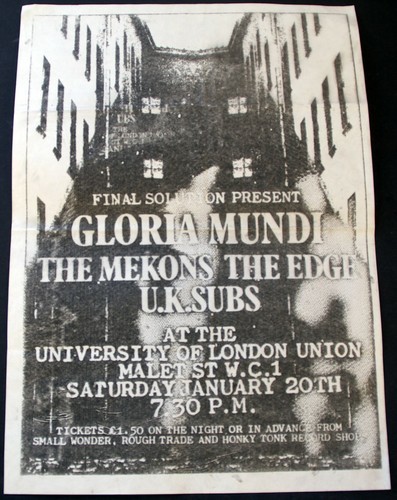 FINAL SOLUTION PRESENT
GLORIA MUNDI
THE MEKONS THE EDGE
U.K.SUBS
AT THE
UNIVERSITY OF LONDON UNION
MALET ST W.C.1
SATURDAY JANUARY 20TH
7.30 P.M.
TICKETS £1.50 ON THE NIGHT OR IN ADVANCE FROM
SMALL WONDER, ROUGH TRADE AND HONKY TONK RECORD SHOPS